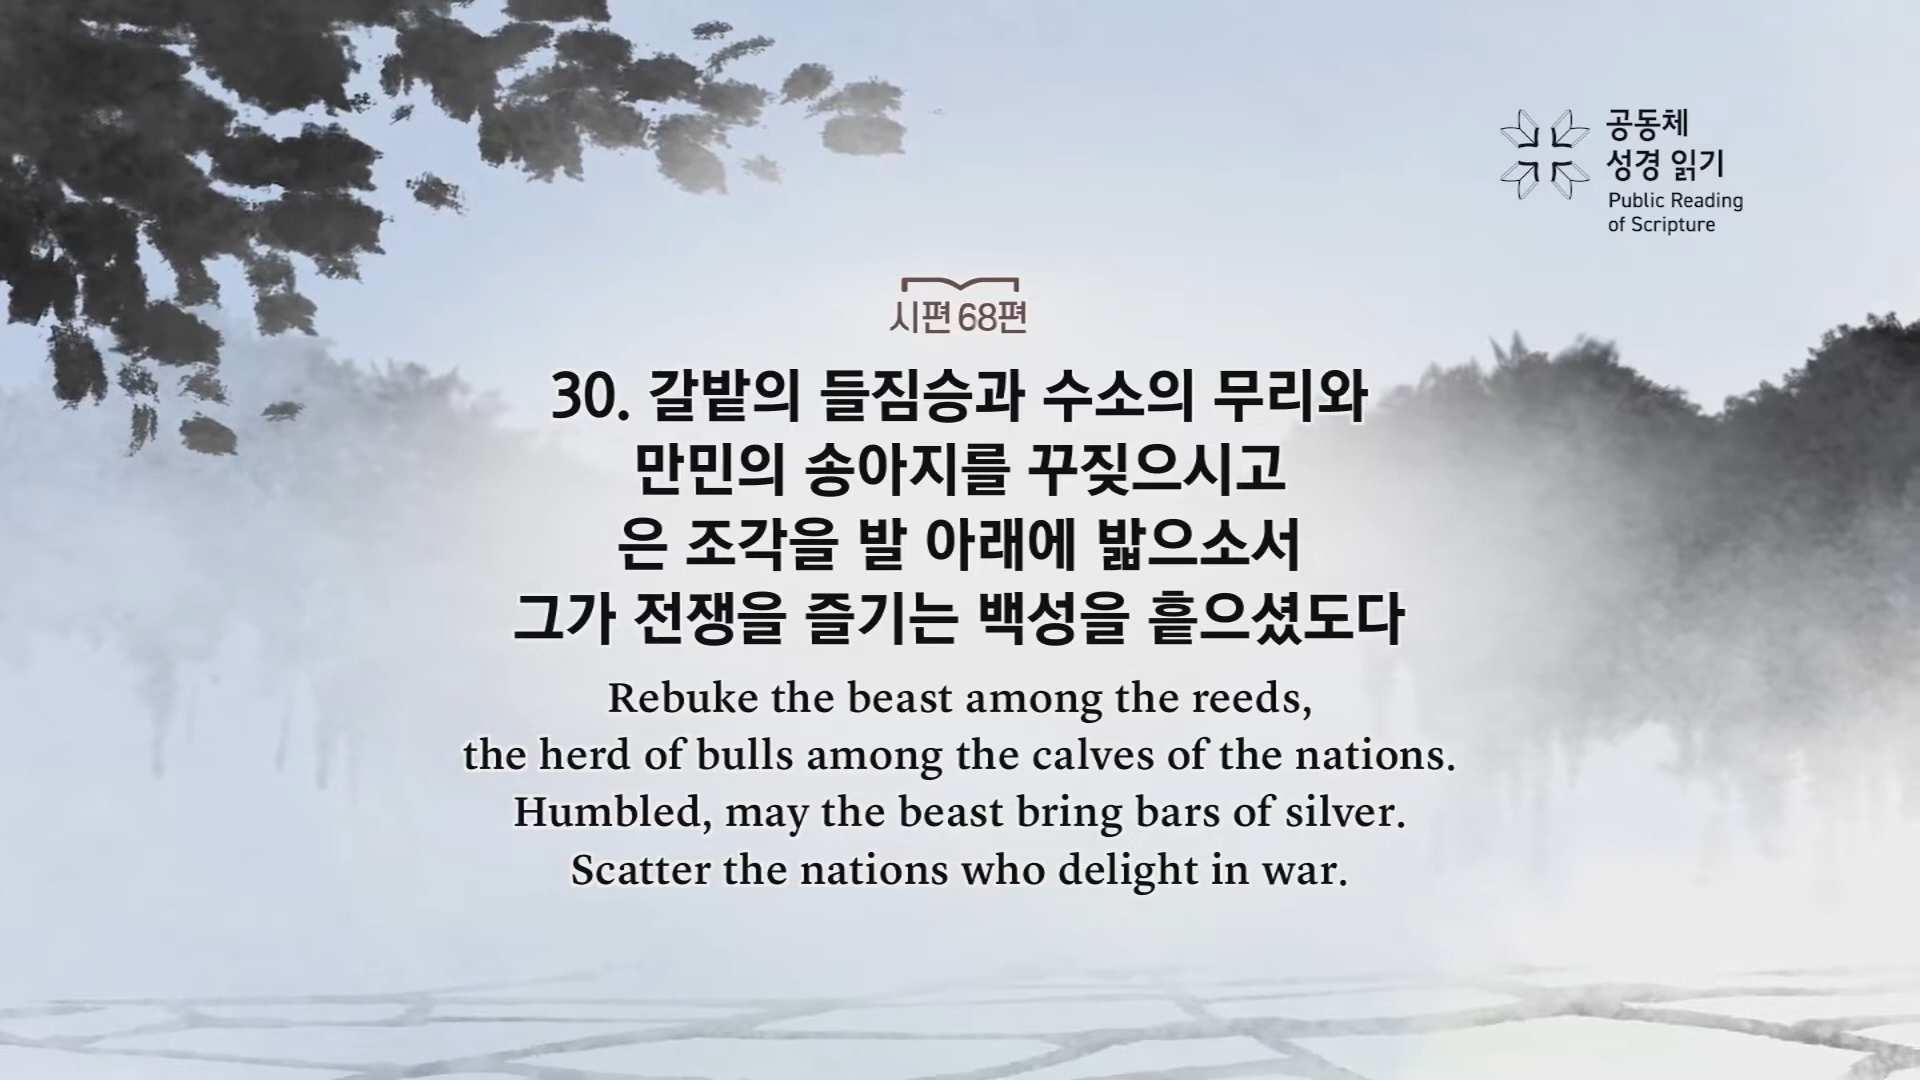 공동체
성경 읽기
Public Reading
of Scripture
시편 68편
30. 갈밭의 들짐승과 수소의 무리와
만민의 송아지를 꾸짖으시고
은 조각을 발 아래에 밟으소서
그가 전쟁을 즐기는 백성을 흩으셨도다
Rebuke the beast among the reeds,
the herd of bulls among the calves of the nations.
Humbled, may the beast bring bars of silver.
Scatter the nations who delight in war.